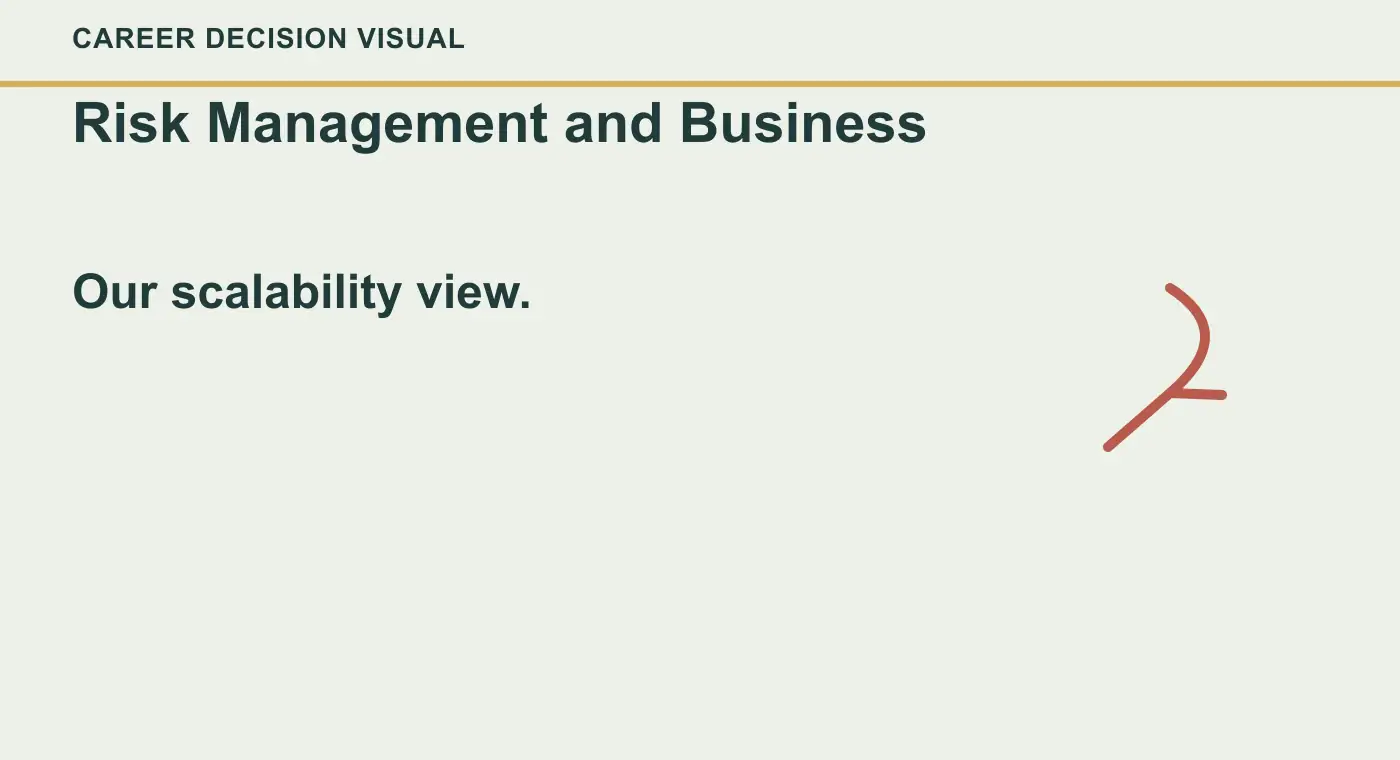 CAREER DECISION VISUAL
Risk Management and Business
Our scalability view.